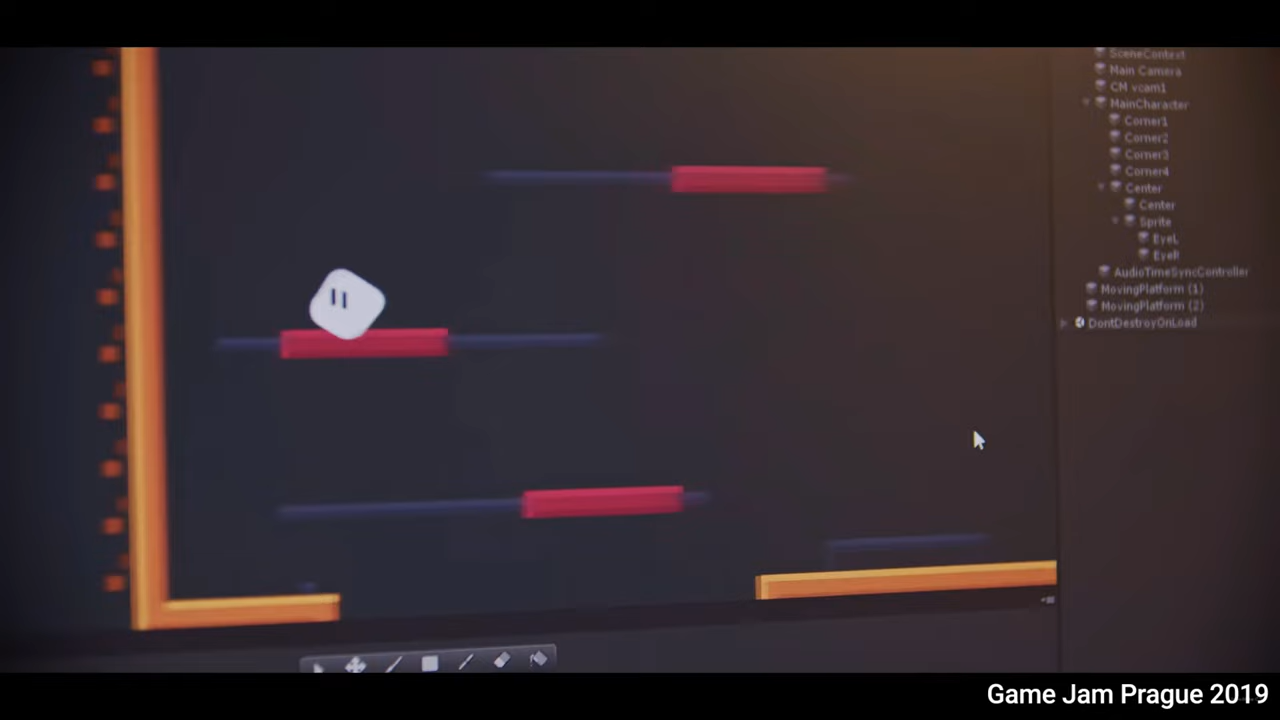 SceneContext
Main Camera
CM vcam1
MainCharacter
Corner1
Corner2
Corner3
Corner4
Center
Center
Sprite
EyeL
EyeR
AudioTimeSyncController
MovingPlatform (1)
MovingPlatform (2)
DontDestroyOnLoad
Game Jam Prague 2019